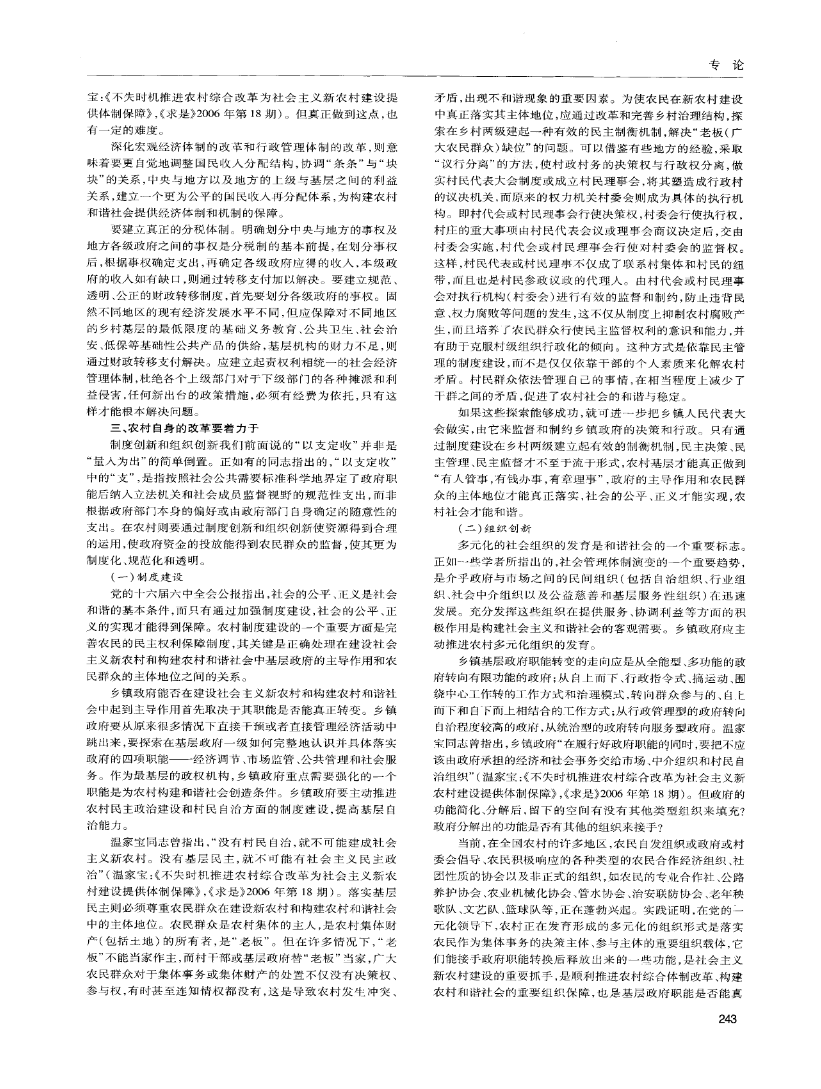 专 论
宝:《不失时机推进农村综合改革为社会主义新农村建设提
供体制保障》,《求是》2006 年第 18 期)。但真正做到这点,也
有一定的难度。
深化宏观经济体制的改革和行政管理体制的改革,则意
味着要更自觉地调整国民收入分配结构,协调“条条”与“块
块”的关系,中央与地方以及地方的上级与基层之间的利益
关系,建立一个更为公平的国民收入再分配体系,为构建农村
和谐社会提供经济体制和机制的保障。
要建立真正的分税体制。明确划分中央与地方的事权及
地方各级政府之间的事权是分税制的基本前提,在划分事权
后,根据事权确定支出,再确定各级政府应得的收入,本级政
府的收入如有缺口,则通过转移支付加以解决。要建立规范、
透明、公正的财政转移制度,首先要划分各级政府的事权。固
然不同地区的现有经济发展水平不同,但应保障对不同地区
的乡村基层的最低限度的基础义务教育、公共卫生、社会治
安、低保等基础性公共产品的供给,基层机构的财力不足,则
通过财政转移支付解决。应建立起责权利相统一的社会经济
管理体制,杜绝各个上级部门对于下级部门的各种摊派和利
益侵害,任何新出台的政策措施,必须有经费为依托,只有这
样才能根本解决问题。
三、农村自身的改革要着力于
制度创新和组织创新我们前面说的“以支定收”并非是
“量入为出”的简单倒置。正如有的同志指出的,“以支定收”
中的“支”,是指按照社会公共需要标准科学地界定了政府职
能后纳入立法机关和社会成员监督视野的规范性支出,而非
根据政府部门本身的偏好或由政府部门自身确定的随意性的
支出。在农村则要通过制度创新和组织创新使资源得到合理
的运用,使政府资金的投放能得到农民群众的监督,使其更为
制度化、规范化和透明。
(一)制度建设
党的十六届六中全会公报指出,社会的公平、正义是社会
和谐的基本条件,而只有通过加强制度建设,社会的公平、正
义的实现才能得到保障。农村制度建设的一个重要方面是完
善农民的民主权利保障制度,其关键是正确处理在建设社会
主义新农村和构建农村和谐社会中基层政府的主导作用和农
民群众的主体地位之间的关系。
乡镇政府能否在建设社会主义新农村和构建农村和谐社
会中起到主导作用首先取决于其职能是否能真正转变。乡镇
政府要从原来很多情况下直接干预或者直接管理经济活动中
跳出来,要探索在基层政府一级如何完整地认识并具体落实
政府的四项职能——经济调节、市场监管、公共管理和社会服
务。作为最基层的政权机构,乡镇政府重点需要强化的一个
职能是为农村构建和谐社会创造条件。乡镇政府要主动推进
农村民主政治建设和村民自治方面的制度建设,提高基层自
治能力。
温家宝同志曾指出,“没有村民自治,就不可能建成社会
主义新农村。没有基层民主,就不可能有社会主义民主政
治”(温家宝:《不失时机推进农村综合改革为社会主义新农
村建设提供体制保障》,《求是》2006 年第 18 期)。落实基层
民主则必须尊重农民群众在建设新农村和构建农村和谐社会
中的主体地位。农民群众是农村集体的主人,是农村集体财
产(包括土地)的所有者,是“老板”。但在许多情况下,“老
板”不能当家作主,而村干部或基层政府替“老板”当家,广大
农民群众对于集体事务或集体财产的处置不仅没有决策权、
参与权,有时甚至连知情权都没有,这是导致农村发生冲突、
矛盾,出现不和谐现象的重要因素。为使农民在新农村建设
中真正落实其主体地位,应通过改革和完善乡村治理结构,探
索在乡村两级建起一种有效的民主制衡机制,解决“老板(广
大农民群众)缺位”的问题。可以借鉴有些地方的经验,采取
“议行分离”的方法,使村政村务的决策权与行政权分离,做
实村民代表大会制度或成立村民理事会,将其塑造成行政村
的议决机关,而原来的权力机关村委会则成为具体的执行机
构。即村代会或村民理事会行使决策权,村委会行使执行权,
村庄的重大事项由村民代表会议或理事会商议决定后,交由
村委会实施,村代会或村民理事会行使对村委会的监督权。
这样,村民代表或村民理事不仅成了联系村集体和村民的纽
带,而且也是村民参政议政的代理人。由村代会或村民理事
会对执行机构(村委会)进行有效的监督和制约,防止违背民
意、权力腐败等问题的发生,这不仅从制度上抑制农村腐败产
生,而且培养了农民群众行使民主监督权利的意识和能力,并
有助于克服村级组织行政化的倾向。这种方式是依靠民主管
理的制度建设,而不是仅仅依靠干部的个人素质来化解农村
矛盾。村民群众依法管理自己的事情,在相当程度上减少了
干群之间的矛盾,促进了农村社会的和谐与稳定。
如果这些探索能够成功,就可进一步把乡镇人民代表大
会做实,由它来监督和制约乡镇政府的决策和行政。只有通
过制度建设在乡村两级建立起有效的制衡机制,民主决策、民
主管理、民主监督才不至于流于形式,农村基层才能真正做到
“有人管事,有钱办事,有章理事”,政府的主导作用和农民群
众的主体地位才能真正落实,社会的公平、正义才能实现,农
村社会才能和谐。
(二)组织创新
多元化的社会组织的发育是和谐社会的一个重要标志。
正如一些学者所指出的,社会管理体制演变的一个重要趋势,
是介乎政府与市场之间的民间组织(包括自治组织、行业组
织、社会中介组织以及公益慈善和基层服务性组织)在迅速
发展。充分发挥这些组织在提供服务、协调利益等方面的积
极作用是构建社会主义和谐社会的客观需要。乡镇政府应主
动推进农村多元化组织的发育。
乡镇基层政府职能转变的走向应是从全能型、多功能的政
府转向有限功能的政府;从自上而下、行政指令式、搞运动、围
绕中心工作转的工作方式和治理模式,转向群众参与的、自上
而下和自下而上相结合的工作方式;从行政管理型的政府转向
自治程度较高的政府,从统治型的政府转向服务型政府。温家
宝同志曾指出,乡镇政府“在履行好政府职能的同时,要把不应
该由政府承担的经济和社会事务交给市场、中介组织和村民自
治组织”(温家宝:《不失时机推进农村综合改革为社会主义新
农村建设提供体制保障》,《求是》2006 年第 18 期)。但政府的
功能简化、分解后,留下的空间有没有其他类型组织来填充?
政府分解出的功能是否有其他的组织来接手?
当前,在全国农村的许多地区,农民自发组织或政府或村
委会倡导、农民积极响应的各种类型的农民合作经济组织、社
团性质的协会以及非正式的组织,如农民的专业合作社、公路
养护协会、农业机械化协会、管水协会、治安联防协会、老年秧
歌队、文艺队、篮球队等,正在蓬勃兴起。实践证明,在党的一
元化领导下,农村正在发育形成的多元化的组织形式是落实
农民作为集体事务的决策主体、参与主体的重要组织载体,它
们能接手政府职能转换后释放出来的一些功能,是社会主义
新农村建设的重要抓手,是顺利推进农村综合体制改革、构建
农村和谐社会的重要组织保障,也是基层政府职能是否能真
243